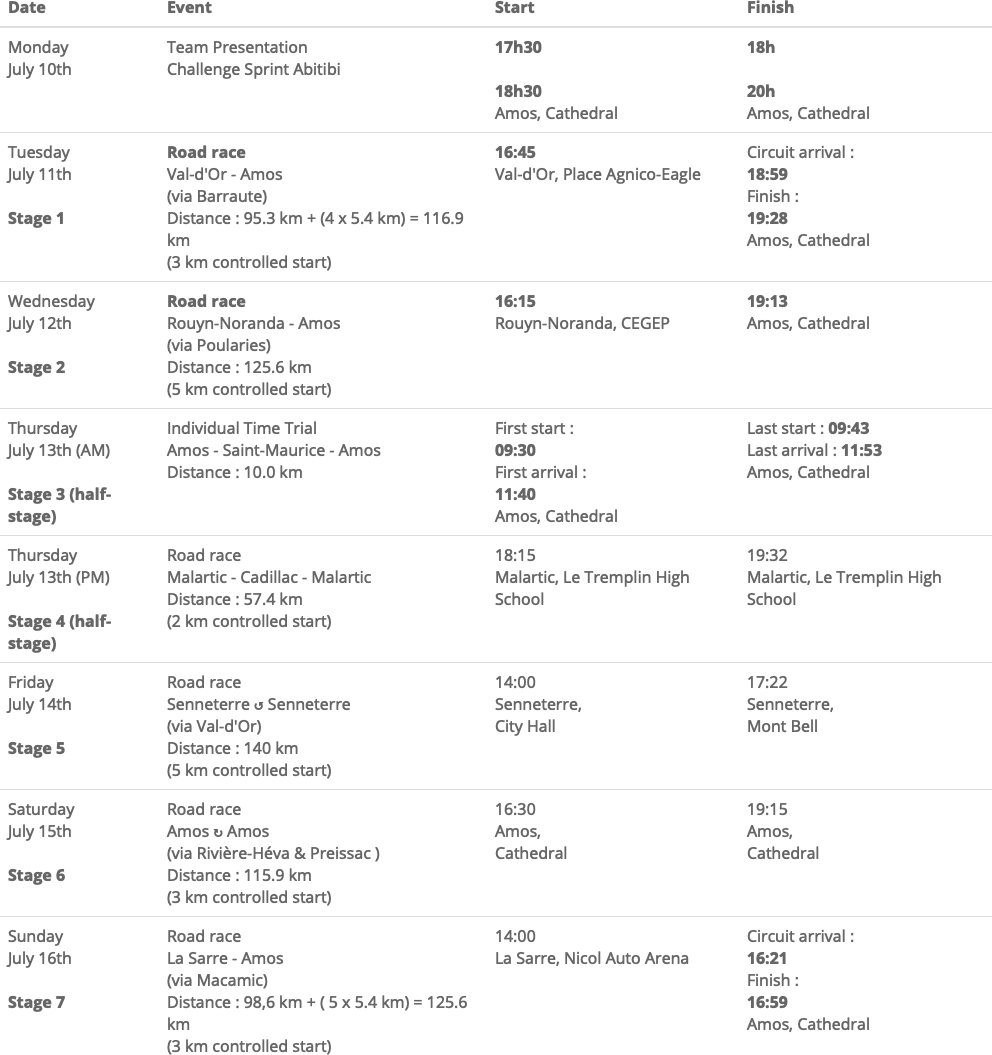 Date Event Start Finish
Monday Team Presentation 17h30 18h
July 10th Challenge Sprint Abitibi
18h30 20h
Amos, Cathedral Amos, Cathedral
Tuesday Road race 16:45 Circuit arrival :
July 11th Val-d'Or - Amos Val-d'Or, Place Agnico-Eagle 18:59
(via Barraute) Finish :
Stage 1 Distance : 95.3 km + (4 x 5.4 km) = 116.9 19:28
km Amos, Cathedral
(3 km controlled start)
Wednesday Road race 16:15 19:13
July 12th Rouyn-Noranda - Amos Rouyn-Noranda, CEGEP Amos, Cathedral
(via Poularies)
Stage 2 Distance : 125.6 km
(5 km controlled start)
Thursday Individual Time Trial First start : Last start : 09:43
July 13th (AM) Amos - Saint-Maurice - Amos 09:30 Last arrival : 11:53
Distance : 10.0 km First arrival : Amos, Cathedral
Stage 3 (half- 11:40
stage) Amos, Cathedral
Thursday Road race 18:15 19:32
July 13th (PM) Malartic - Cadillac - Malartic Malartic, Le Tremplin High Malartic, Le Tremplin High
Distance : 57.4 km School School
Stage 4 (half- (2 km controlled start)
stage)
Friday Road race 14:00 17:22
July 14th Senneterre ↺ Senneterre Senneterre, Senneterre,
(via Val-d'Or) City Hall Mont Bell
Stage 5 Distance : 140 km
(5 km controlled start)
Saturday Road race 16:30 19:15
July 15th Amos ↻ Amos Amos, Amos,
(via Rivière-Héva & Preissac ) Cathedral Cathedral
Stage 6 Distance : 115.9 km
(3 km controlled start)
Sunday Road race 14:00 Circuit arrival :
July 16th La Sarre - Amos La Sarre, Nicol Auto Arena 16:21
(via Macamic) Finish :
Stage 7 Distance : 98,6 km + ( 5 x 5.4 km) = 125.6 16:59
km Amos, Cathedral
(3 km controlled start)